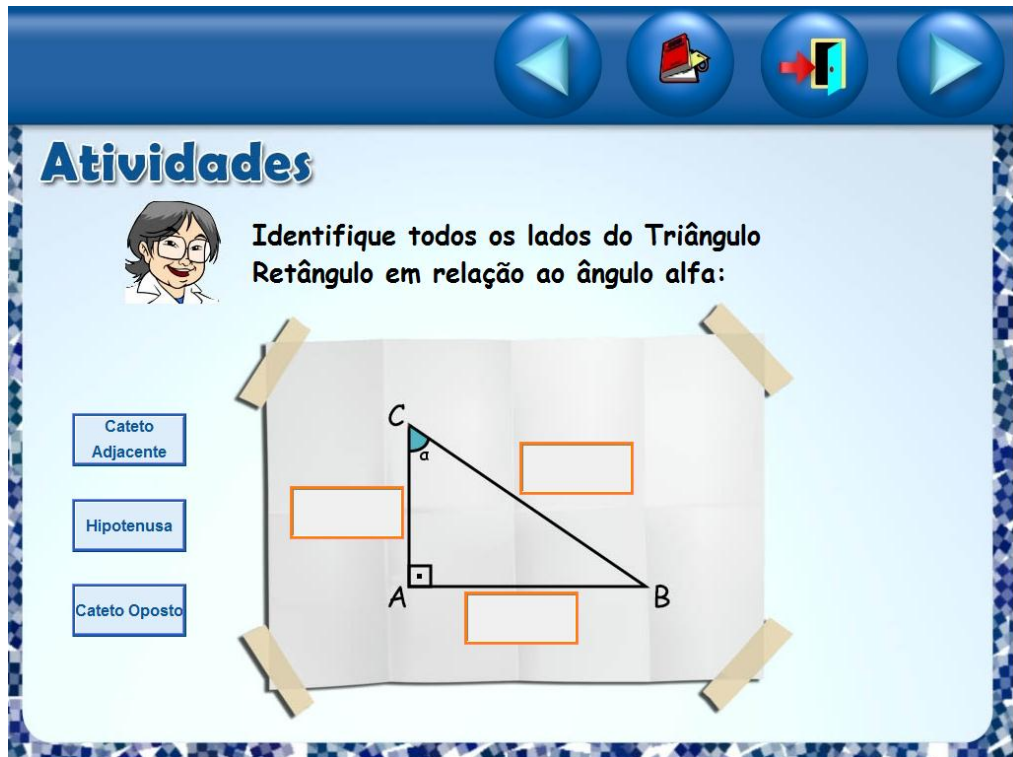 Atividades
Identifique todos os lados do Triângulo
Retângulo em relação ao ângulo alfa:
Cateto
Adjacente
Hipotenusa
Cateto Oposto
C
α
A
B